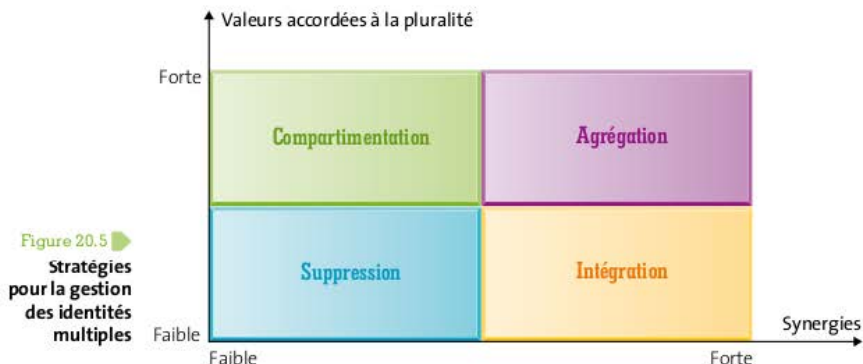 Valeurs accordées à la pluralité
Forte
Compartimentation
Agrégation
Suppression
Intégration
Figure 20.5
Stratégies
pour la gestion
des identités
multiples
Faible
Synergies
Faible
Forte